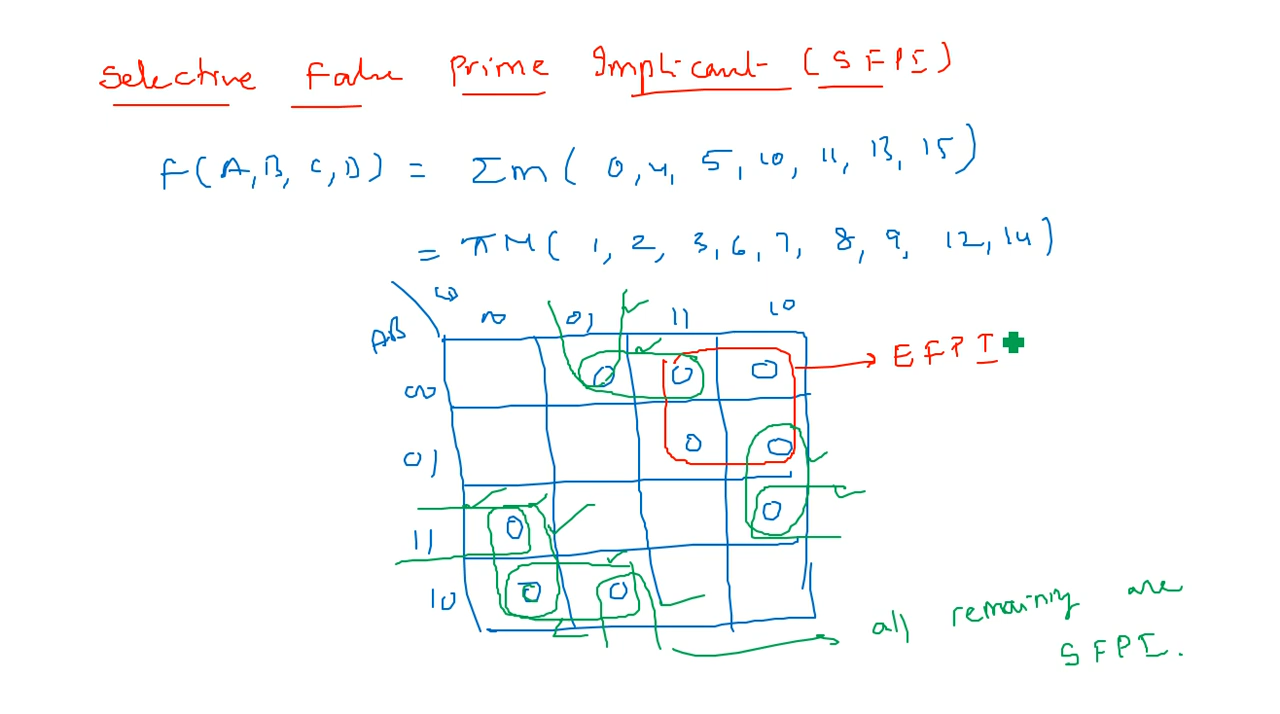 Selective False Prime Implicant (SFPI)
F(A,B,C,D) = Σm( 0,4, 5, 10, 11, 13, 15)
= πM( 1, 2, 3, 6, 7, 8, 9, 12, 14)
CD
AB 00 01 11 10
00 0 0 0 → EFPI
01 0 0
11 0 0
10 0 0
all remaining are
SFPI.